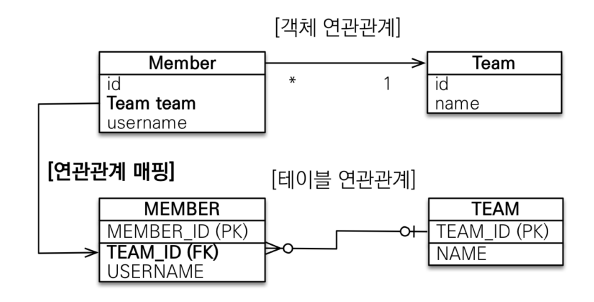 [객체 연관관계]
Member
Team
id
Team team
username
*
1
id
name
[연관관계 매핑]
[테이블 연관관계]
MEMBER
TEAM
MEMBER_ID (PK)
TEAM_ID (FK)
USERNAME
TEAM_ID (PK)
NAME